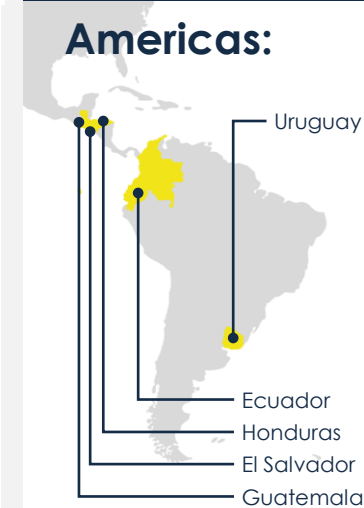 Americas:
Uruguay
Ecuador
Honduras
El Salvador
Guatemala